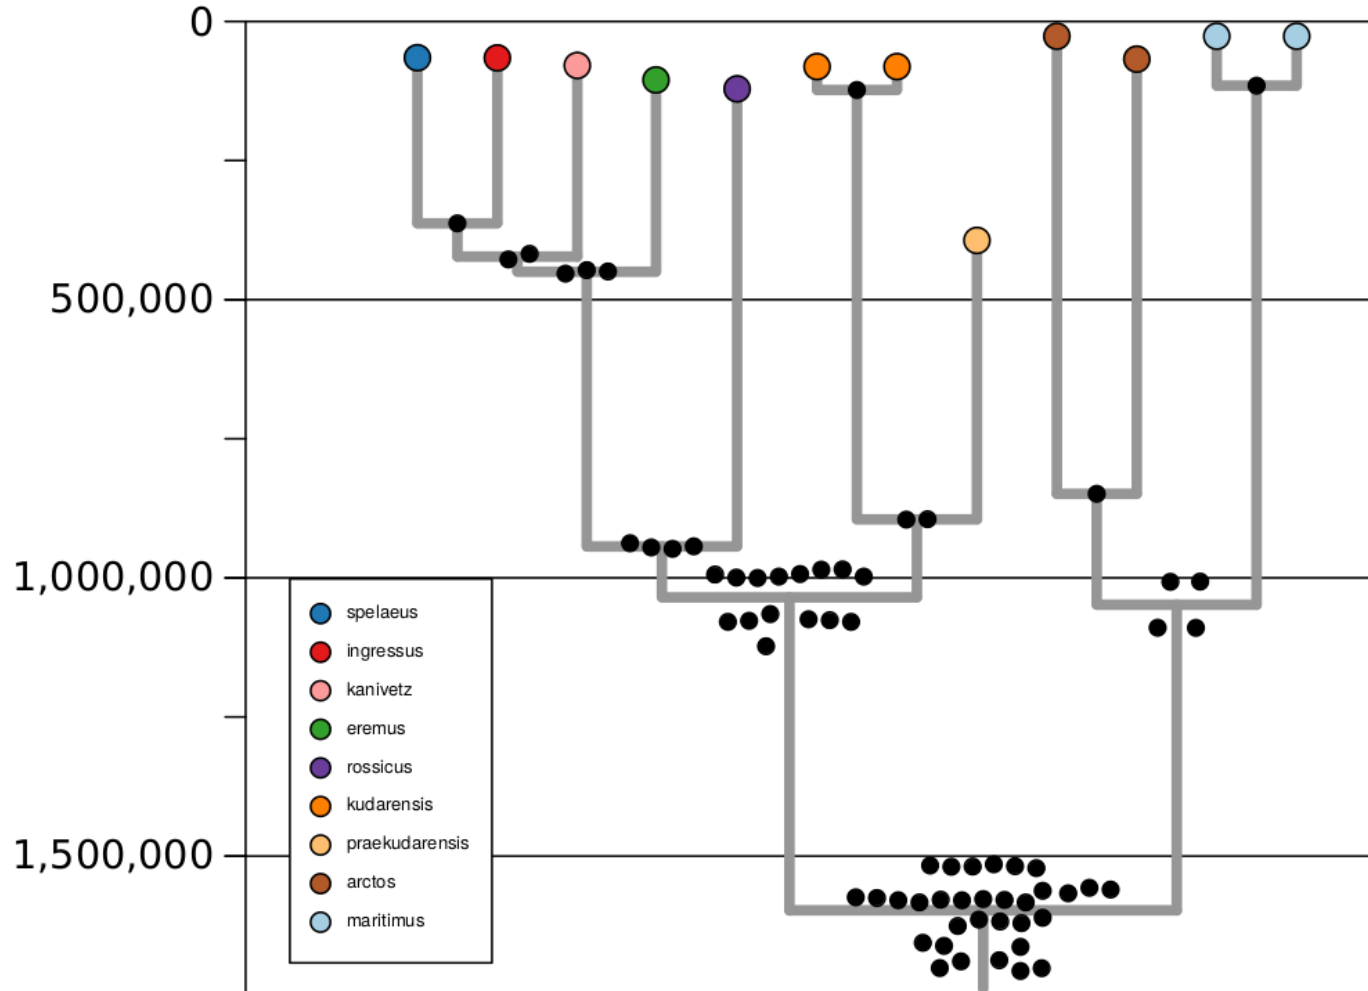 0
500,000
1,000,000
spelaeus
ingressus
kanivetz
eremus
rossicus
kudarensis
praekudarensis
arctos
maritimus
1,500,000